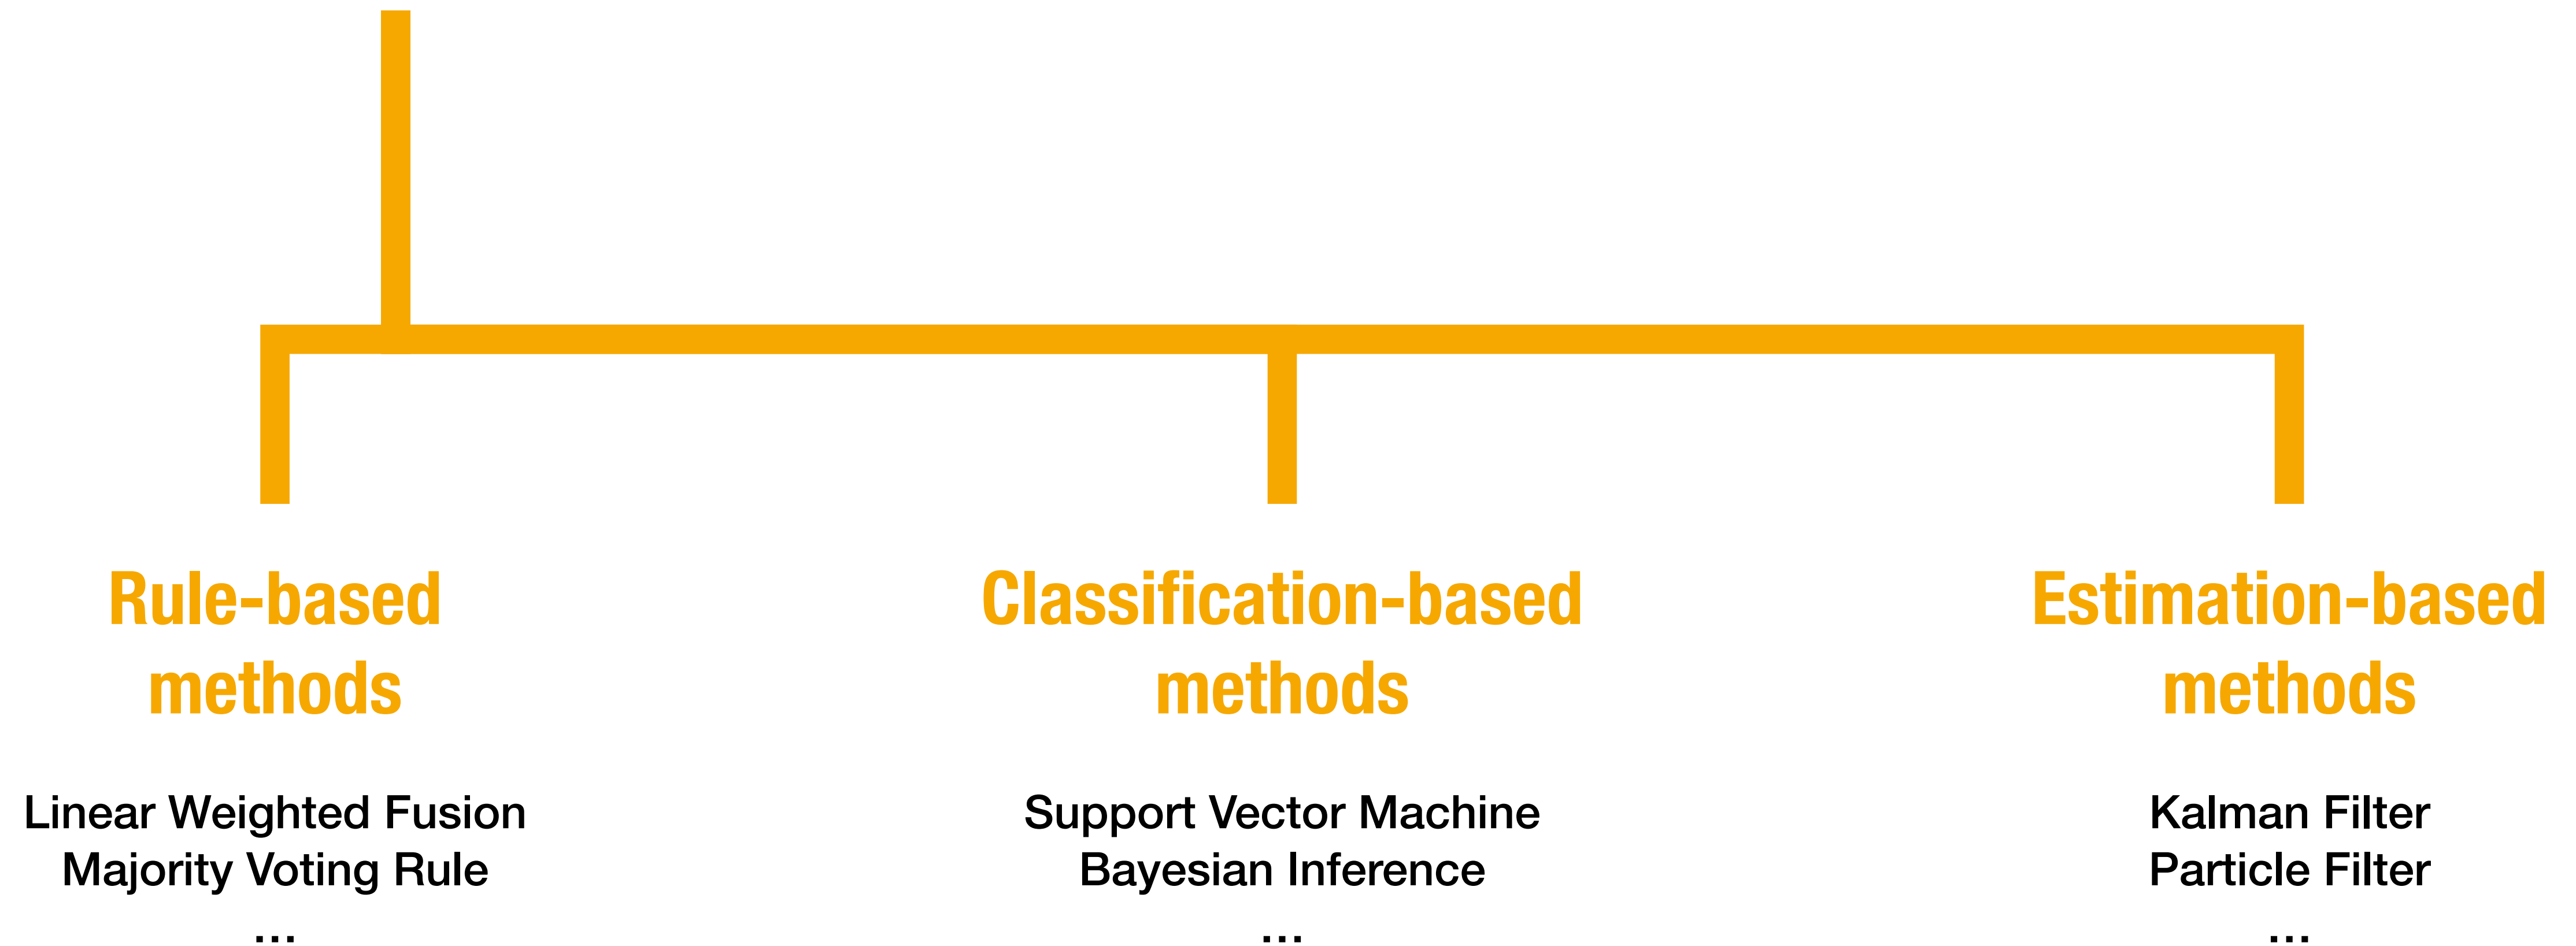 Rule-based
methods
Linear Weighted Fusion
Majority Voting Rule
...
Classification-based
methods
Support Vector Machine
Bayesian Inference
...
Estimation-based
methods
Kalman Filter
Particle Filter
...